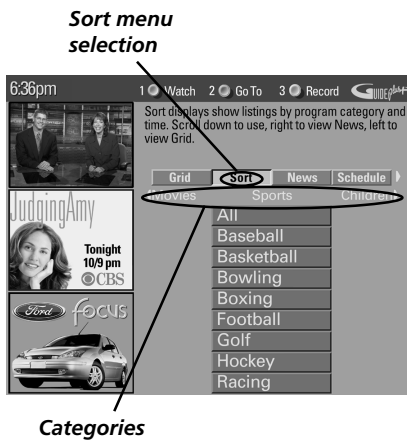 Sort menu
selection
6:36pm
1 Watch 2 Go To 3 Record GUIDE plus+
Sort displays show listings by program category and
time. Scroll down to use, right to view News, left to
view Grid.
Grid Sort News Schedule
Movies Sports Children
All
Baseball
Basketball
Bowling
Boxing
Football
Golf
Hockey
Racing
JudgingAmy
Tonight
10/9 pm
CBS
Ford focus
Categories